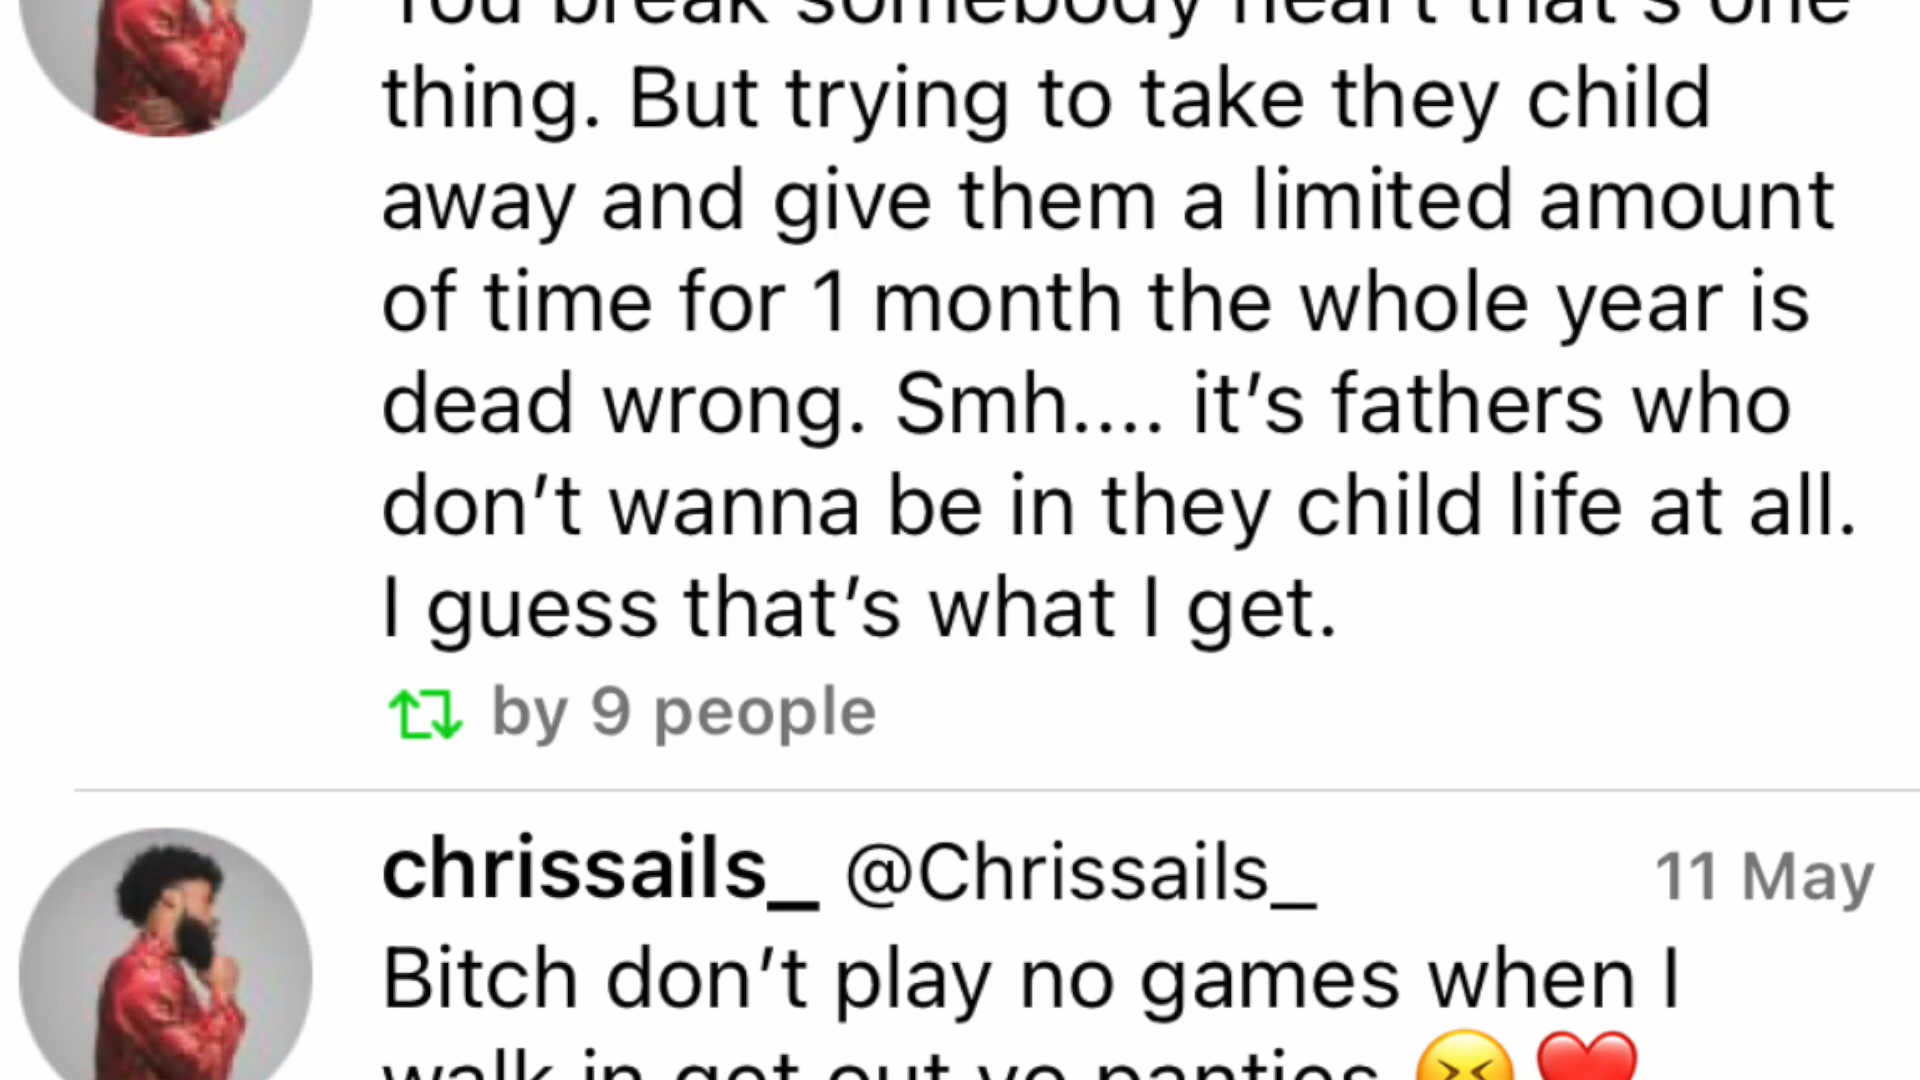 You break somebody heart that's one
thing. But trying to take they child
away and give them a limited amount
of time for 1 month the whole year is
dead wrong. Smh.... it’s fathers who
don’t wanna be in they child life at all.
I guess that’s what I get.
by 9 people
chrissails_ @Chrissails_ 11 May
Bitch don’t play no games when I
walk in get out yo panties 😆❤️